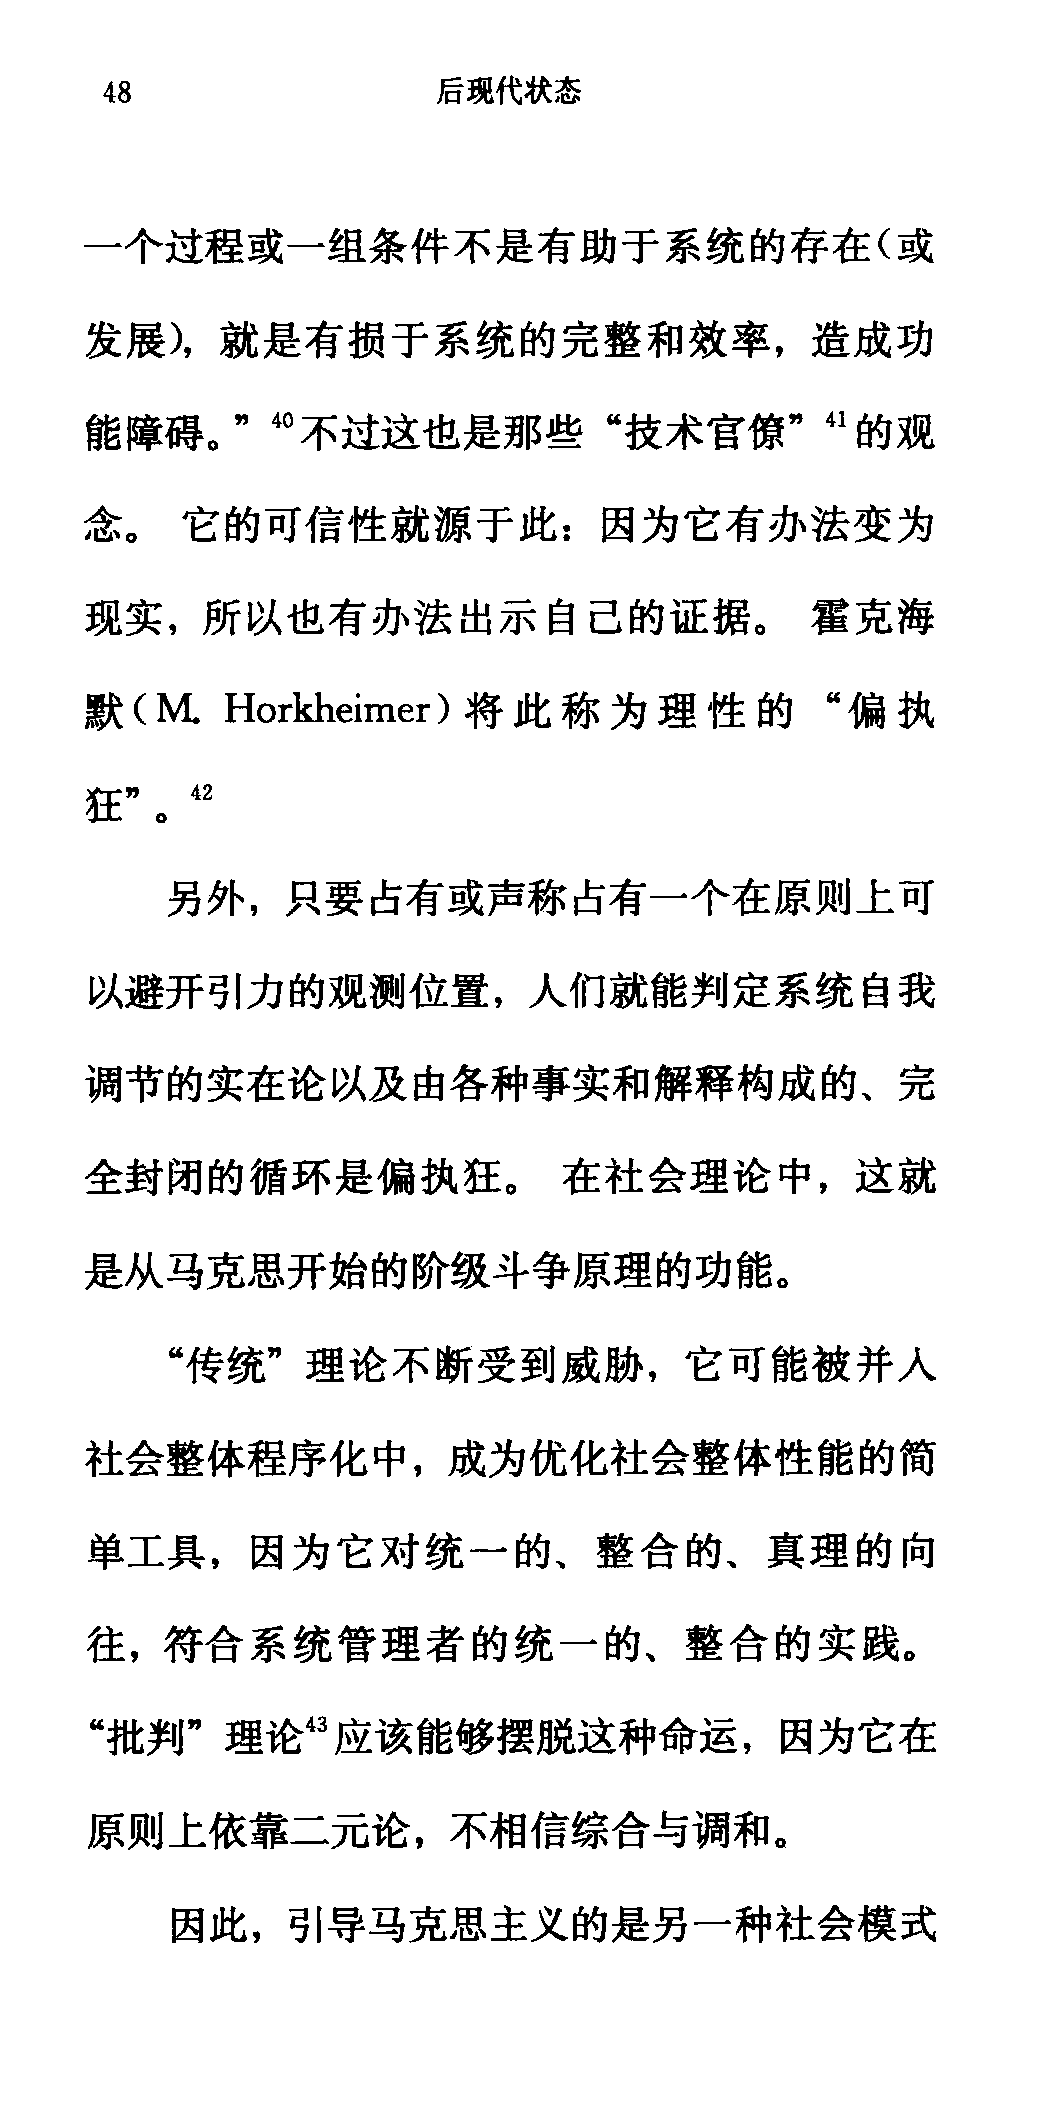 48 后现代状态
一个过程或一组条件不是有助于系统的存在(或
发展)，就是有损于系统的完整和效率，造成功
能障碍。”40不过这也是那些“技术官僚”41的观
念。 它的可信性就源于此：因为它有办法变为
现实，所以也有办法出示自己的证据。 霍克海
默(M. Horkheimer)将此称为理性的“偏执
狂”。42
另外，只要占有或声称占有一个在原则上可
以避开引力的观测位置，人们就能判定系统自我
调节的实在论以及由各种事实和解释构成的、完
全封闭的循环是偏执狂。 在社会理论中，这就
是从马克思开始的阶级斗争原理的功能。
“传统”理论不断受到威胁，它可能被并入
社会整体程序化中，成为优化社会整体性能的简
单工具，因为它对统一的、整合的、真理的向
往，符合系统管理者的统一的、整合的实践。
“批判”理论43应该能够摆脱这种命运，因为它在
原则上依靠二元论，不相信综合与调和。
因此，引导马克思主义的是另一种社会模式